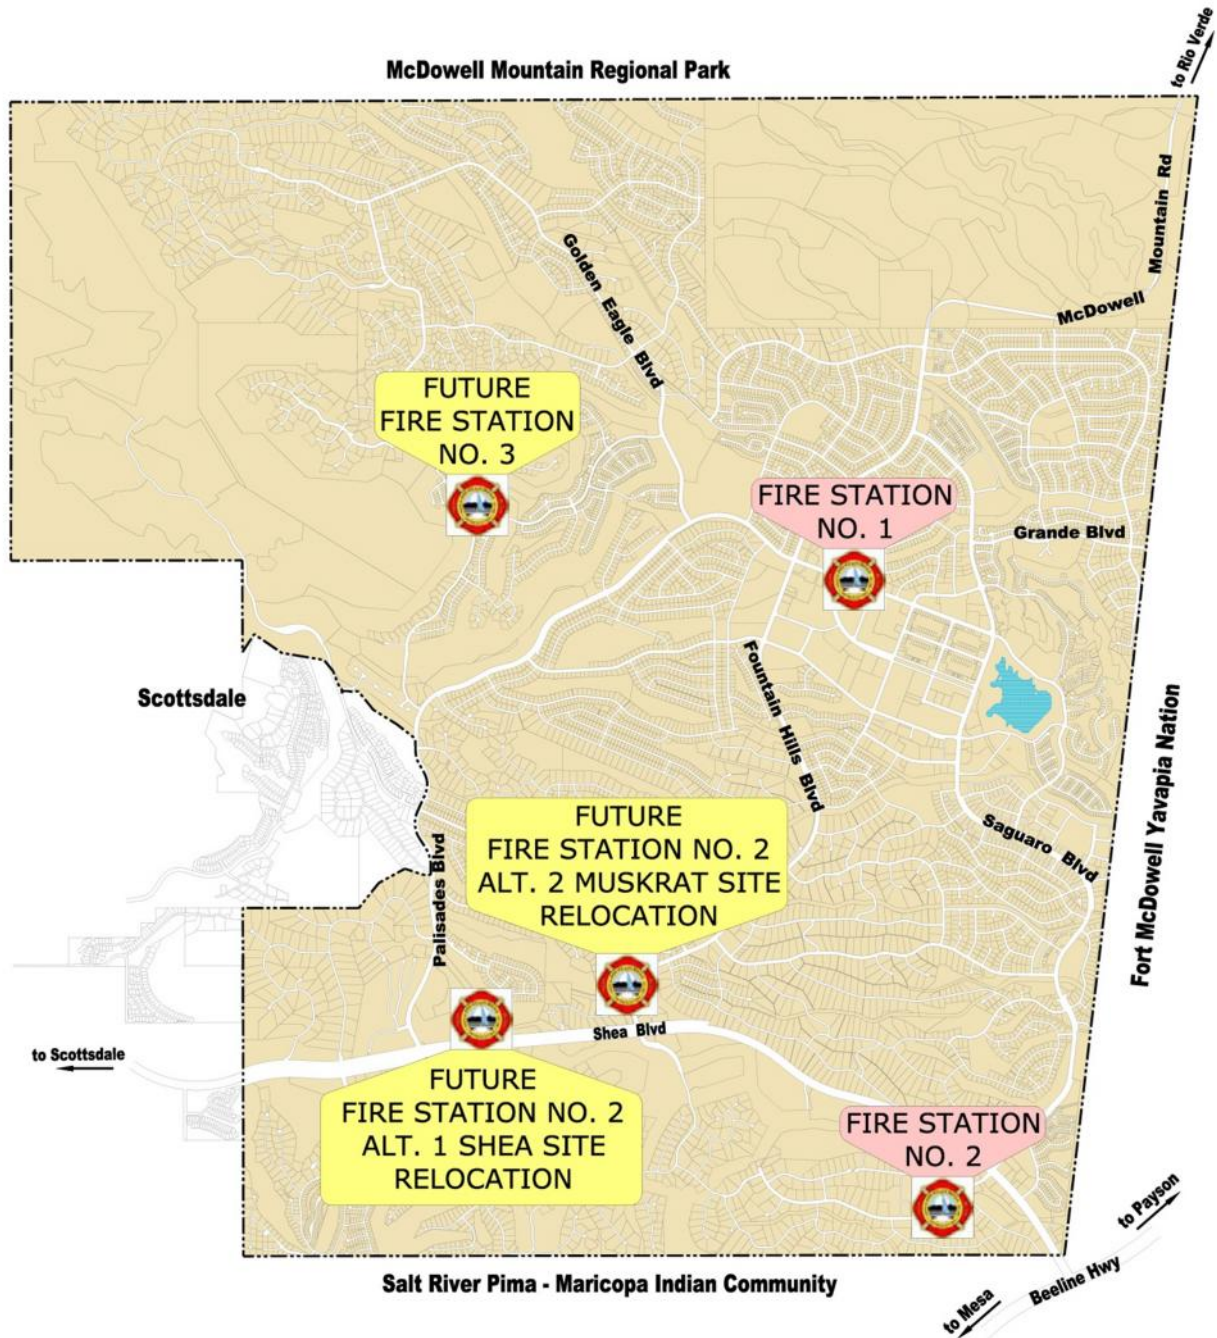 to Rio Verde
McDowell Mountain Regional Park
Mountain Rd
McDowell
Golden Eagle Blvd
FUTURE
FIRE STATION
NO. 3
FIRE STATION
NO. 1
Grande Blvd
Scottsdale
Fountain Hills Blvd
Fort McDowell Yavapia Nation
FUTURE
FIRE STATION NO. 2
ALT. 2 MUSKRAT SITE
RELOCATION
Saguaro Blvd
Palisades Blvd
Shea Blvd
to Scottsdale
FUTURE
FIRE STATION NO. 2
ALT. 1 SHEA SITE
RELOCATION
FIRE STATION
NO. 2
to Payson
Salt River Pima - Maricopa Indian Community
Beeline Hwy
to Mesa